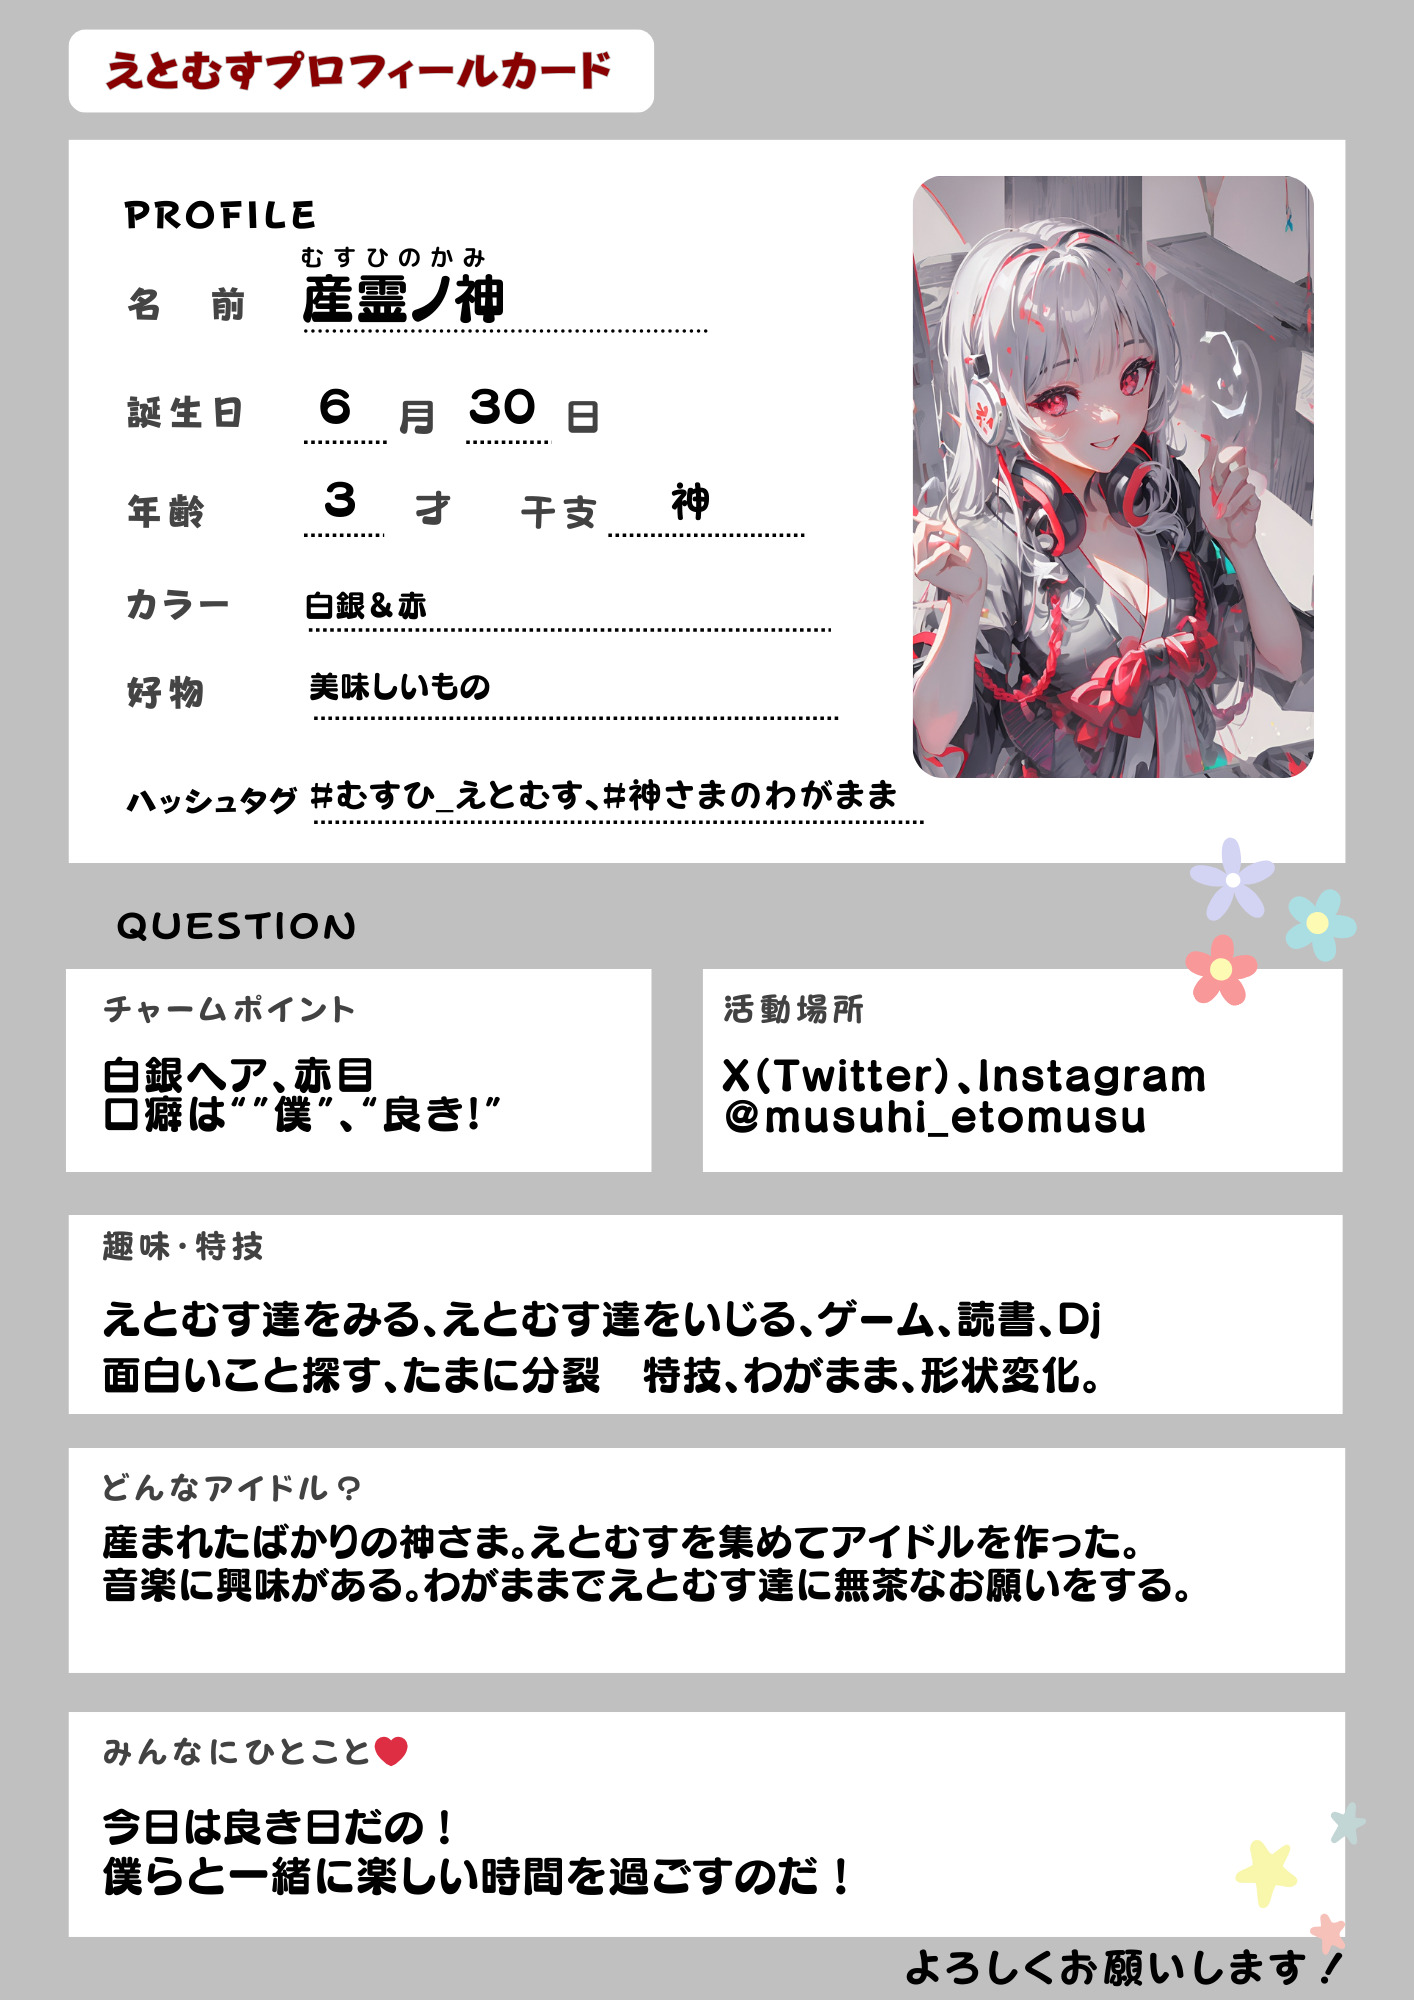 えとむすプロフィールカード
PROFILE
むすひのかみ
名 前 産霊ノ神
誕生日 6 月 30 日
年齢 3 才 干支 神
カラー 白銀&赤
好物 美味しいもの
ハッシュタグ #むすひ_えとむす、#神さまのわがまま
QUESTION
チャームポイント
白銀ヘア、赤目
口癖は“”僕”、“良き!”
活動場所
X(Twitter)、Instagram
@musuhi_etomusu
趣味・特技
えとむす達をみる、えとむす達をいじる、ゲーム、読書、Dj
面白いこと探す、たまに分裂　特技、わがまま、形状変化。
どんなアイドル？
産まれたばかりの神さま。えとむすを集めてアイドルを作った。
音楽に興味がある。わがままでえとむす達に無茶なお願いをする。
みんなにひとこと❤
今日は良き日だの！
僕らと一緒に楽しい時間を過ごすのだ！
よろしくお願いします！